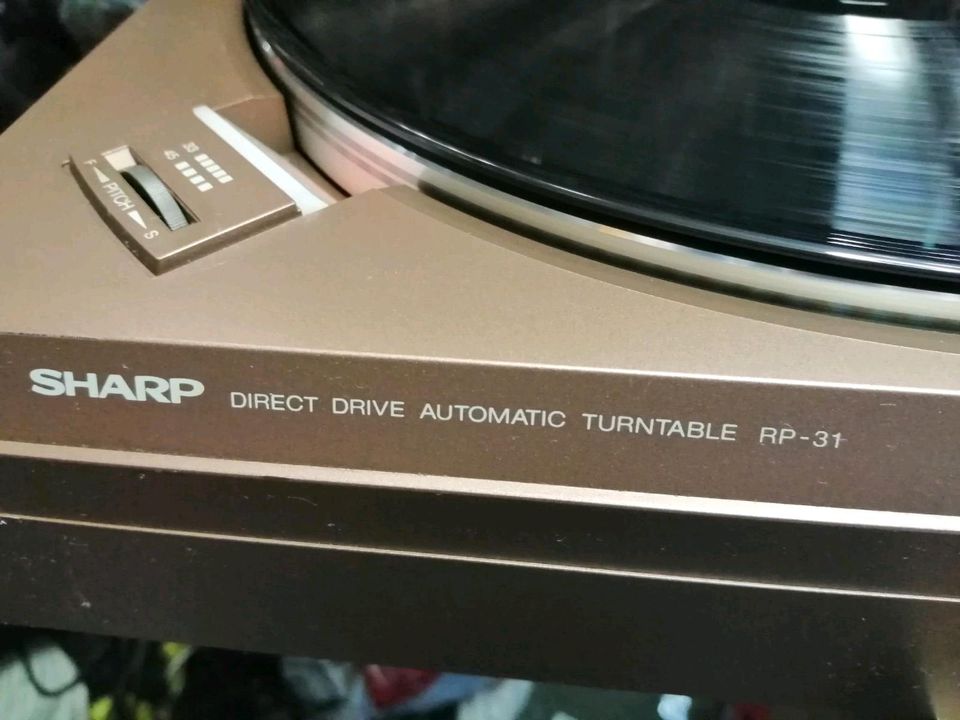 33
45
F PITCH S
SHARP DIRECT DRIVE AUTOMATIC TURNTABLE RP-31